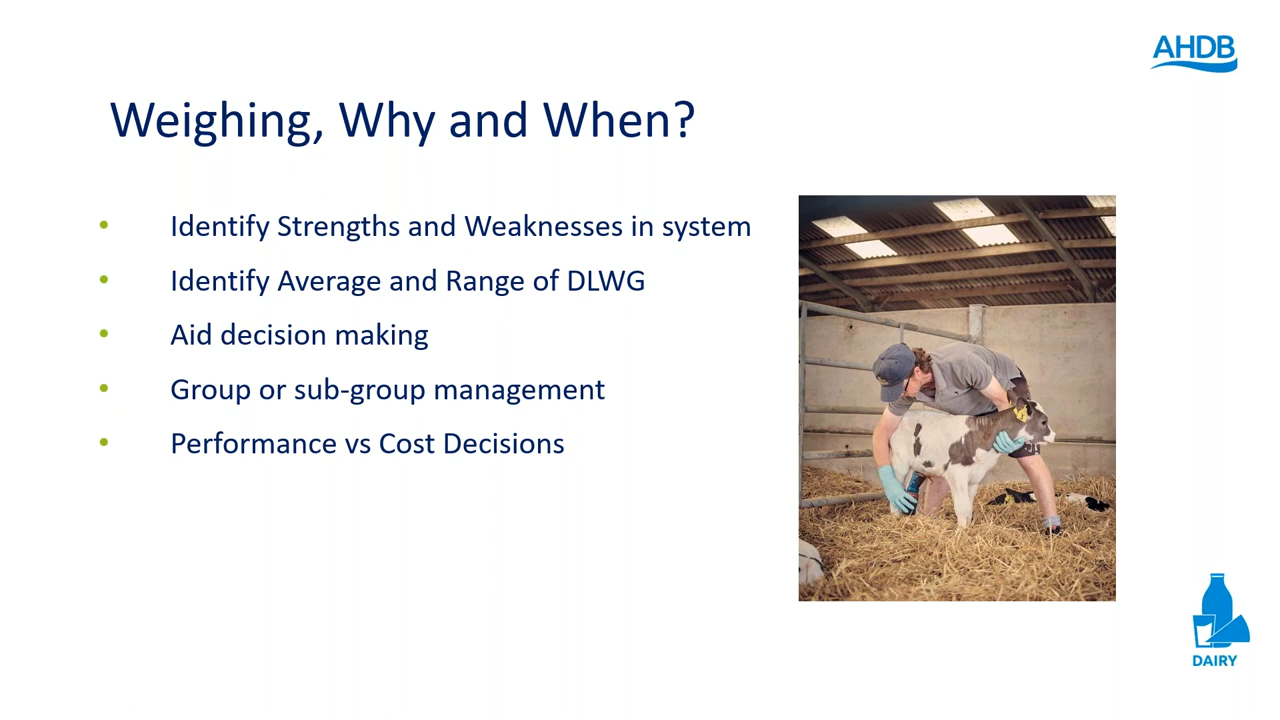 AHDB
Weighing, Why and When?
• Identify Strengths and Weaknesses in system
• Identify Average and Range of DLWG
• Aid decision making
• Group or sub-group management
• Performance vs Cost Decisions
DAIRY